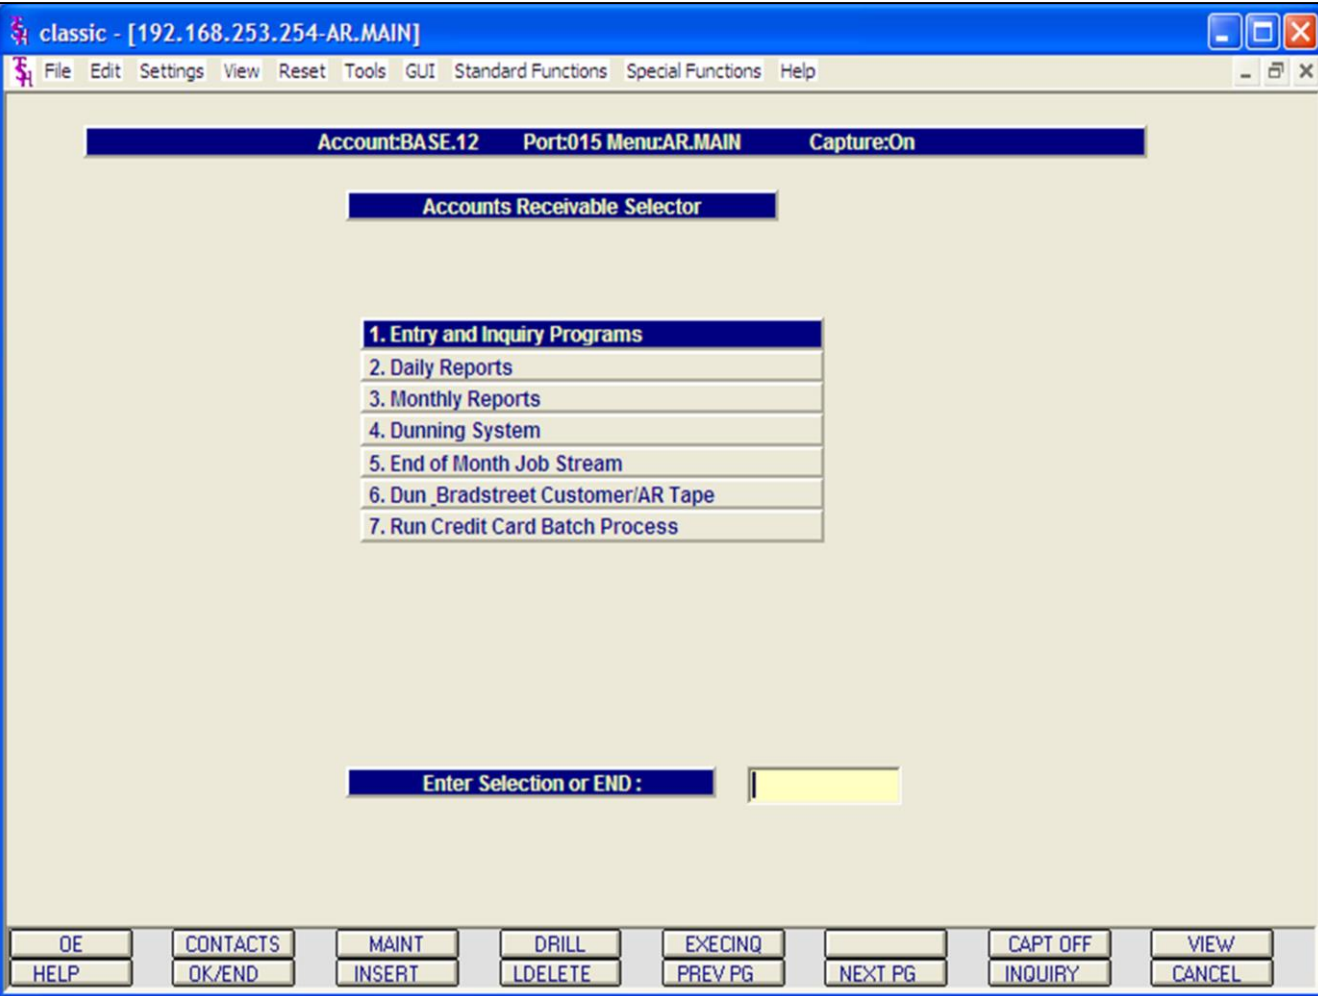 classic - [192.168.253.254-AR.MAIN]
File Edit Settings View Reset Tools GUI Standard Functions Special Functions Help
Account:BASE.12 Port:015 Menu:AR.MAIN Capture:On
Accounts Receivable Selector
1. Entry and Inquiry Programs
2. Daily Reports
3. Monthly Reports
4. Dunning System
5. End of Month Job Stream
6. Dun_Bradstreet Customer/AR Tape
7. Run Credit Card Batch Process
Enter Selection or END :
OE CONTACTS MAINT DRILL EXECINQ CAPT OFF VIEW
HELP OK/END INSERT LDELETE PREV PG NEXT PG INQUIRY CANCEL